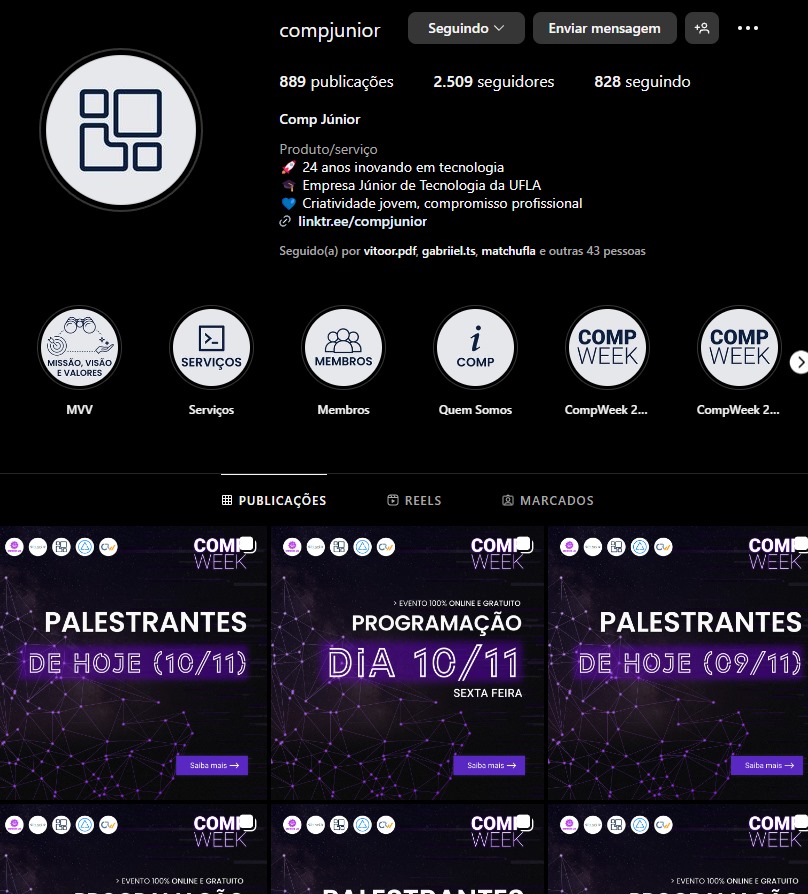 compjunior
Seguindo
Enviar mensagem
889 publicações
2.509 seguidores
828 seguindo
Comp Júnior
Produto/serviço
🚀 24 anos inovando em tecnologia
🎓 Empresa Júnior de Tecnologia da UFLA
💙 Criatividade jovem, compromisso profissional
linktr.ee/compjunior
Seguido(a) por vitoor.pdf, gabriiel.ts, matchufla e outras 43 pessoas
MISSÃO, VISÃO
E VALORES
SERVIÇOS
MEMBROS
i
COMP
COMP
WEEK
COMP
WEEK
MVV
Serviços
Membros
Quem Somos
CompWeek 2...
CompWeek 2...
PUBLICAÇÕES
REELS
MARCADOS
COMP
WEEK
PALESTRANTES
DE HOJE (10/11)
Saiba mais →
COMP
WEEK
> EVENTO 100% ONLINE E GRATUITO
PROGRAMAÇÃO
DIA 10/11
SEXTA FEIRA
Saiba mais →
COMP
WEEK
PALESTRANTES
DE HOJE (09/11)
Saiba mais →
COMP
WEEK
> EVENTO 100% ONLINE E GRATUITO
PROGRAMAÇÃO
COMP
WEEK
PALESTRANTES
COMP
WEEK
> EVENTO 100% ONLINE E GRATUITO
PROGRAMAÇÃO